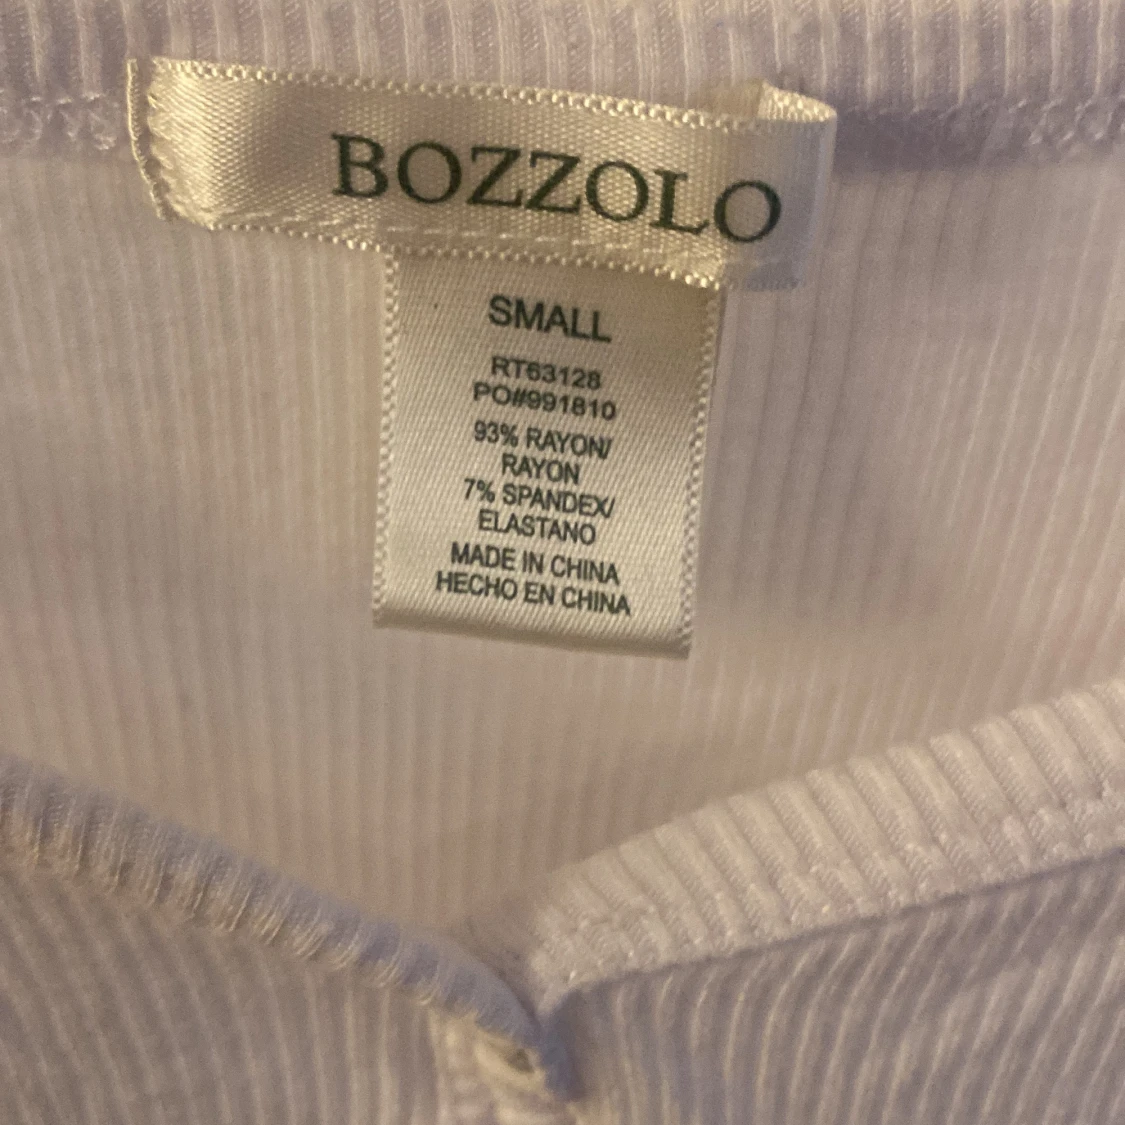 BOZZOLO
SMALL
RT63128
PO#991810
93% RAYON/
RAYON
7% SPANDEX/
ELASTANO
MADE IN CHINA
HECHO EN CHINA